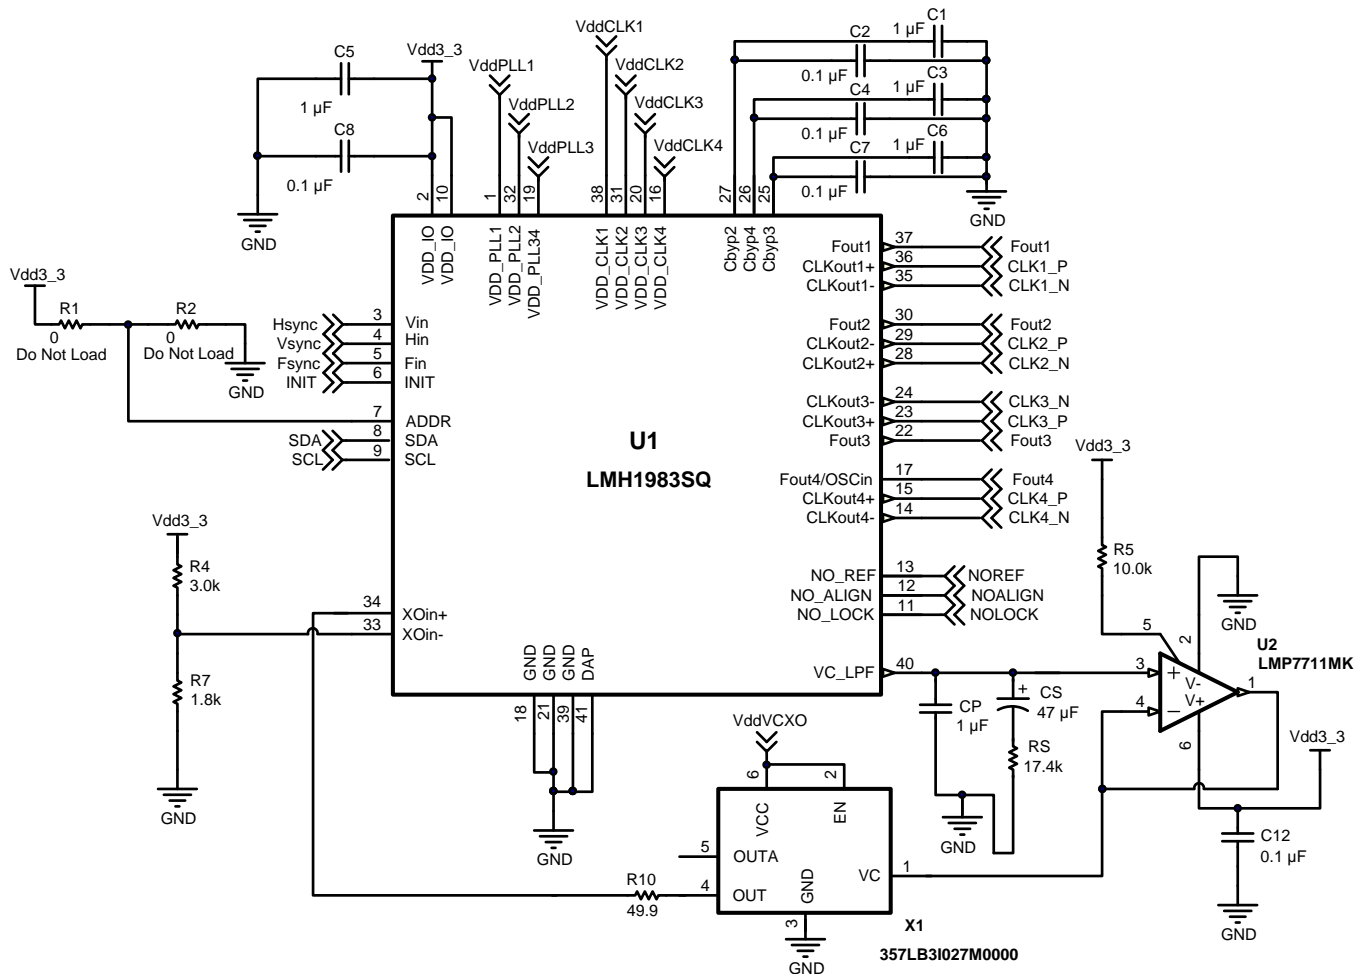 VddCLK1
C1
1 µF
C2
0.1 µF
C3
1 µF
C4
0.1 µF
C6
1 µF
C7
0.1 µF
GND
C5
1 µF
Vdd3_3
C8
0.1 µF
GND
VddPLL1
VddPLL2
VddPLL3
VddCLK2
VddCLK3
VddCLK4
2
10
1
32
19
38
31
20
16
27
26
25
VDD_IO
VDD_IO
VDD_PLL1
VDD_PLL2
VDD_PLL34
VDD_CLK1
VDD_CLK2
VDD_CLK3
VDD_CLK4
Cbyp2
Cbyp4
Cbyp3
Fout1 37 Fout1
CLKout1+ 36 CLK1_P
CLKout1- 35 CLK1_N
Fout2 30 Fout2
CLKout2- 29 CLK2_P
CLKout2+ 28 CLK2_N
CLKout3- 24 CLK3_N
CLKout3+ 23 CLK3_P
Fout3 22 Fout3
Fout4/OSCin 17 Fout4
CLKout4+ 15 CLK4_P
CLKout4- 14 CLK4_N
NO_REF 13 NOREF
NO_ALIGN 12 NOALIGN
NO_LOCK 11 NOLOCK
VC_LPF 40
Vdd3_3
R1
0
Do Not Load
R2
0
Do Not Load
GND
Hsync 3 Vin
Vsync 4 Hin
Fsync 5 Fin
INIT 6 INIT
7 ADDR
SDA 8 SDA
SCL 9 SCL
U1
LMH1983SQ
Vdd3_3
R4
3.0k
34 XOin+
33 XOin-
R7
1.8k
GND
GND
GND
GND
DAP
18
21
39
41
GND
Vdd3_3
R5
10.0k
GND
5
2
U2
LMP7711MK
3
+
V-
V+
−
1
4
6
CP
1 µF
+
CS
47 µF
RS
17.4k
GND
Vdd3_3
C12
0.1 µF
GND
VddVCXO
6
2
VCC
EN
5 OUTA
4 OUT
GND
VC 1
3
R10
49.9
GND
X1
357LB3I027M0000